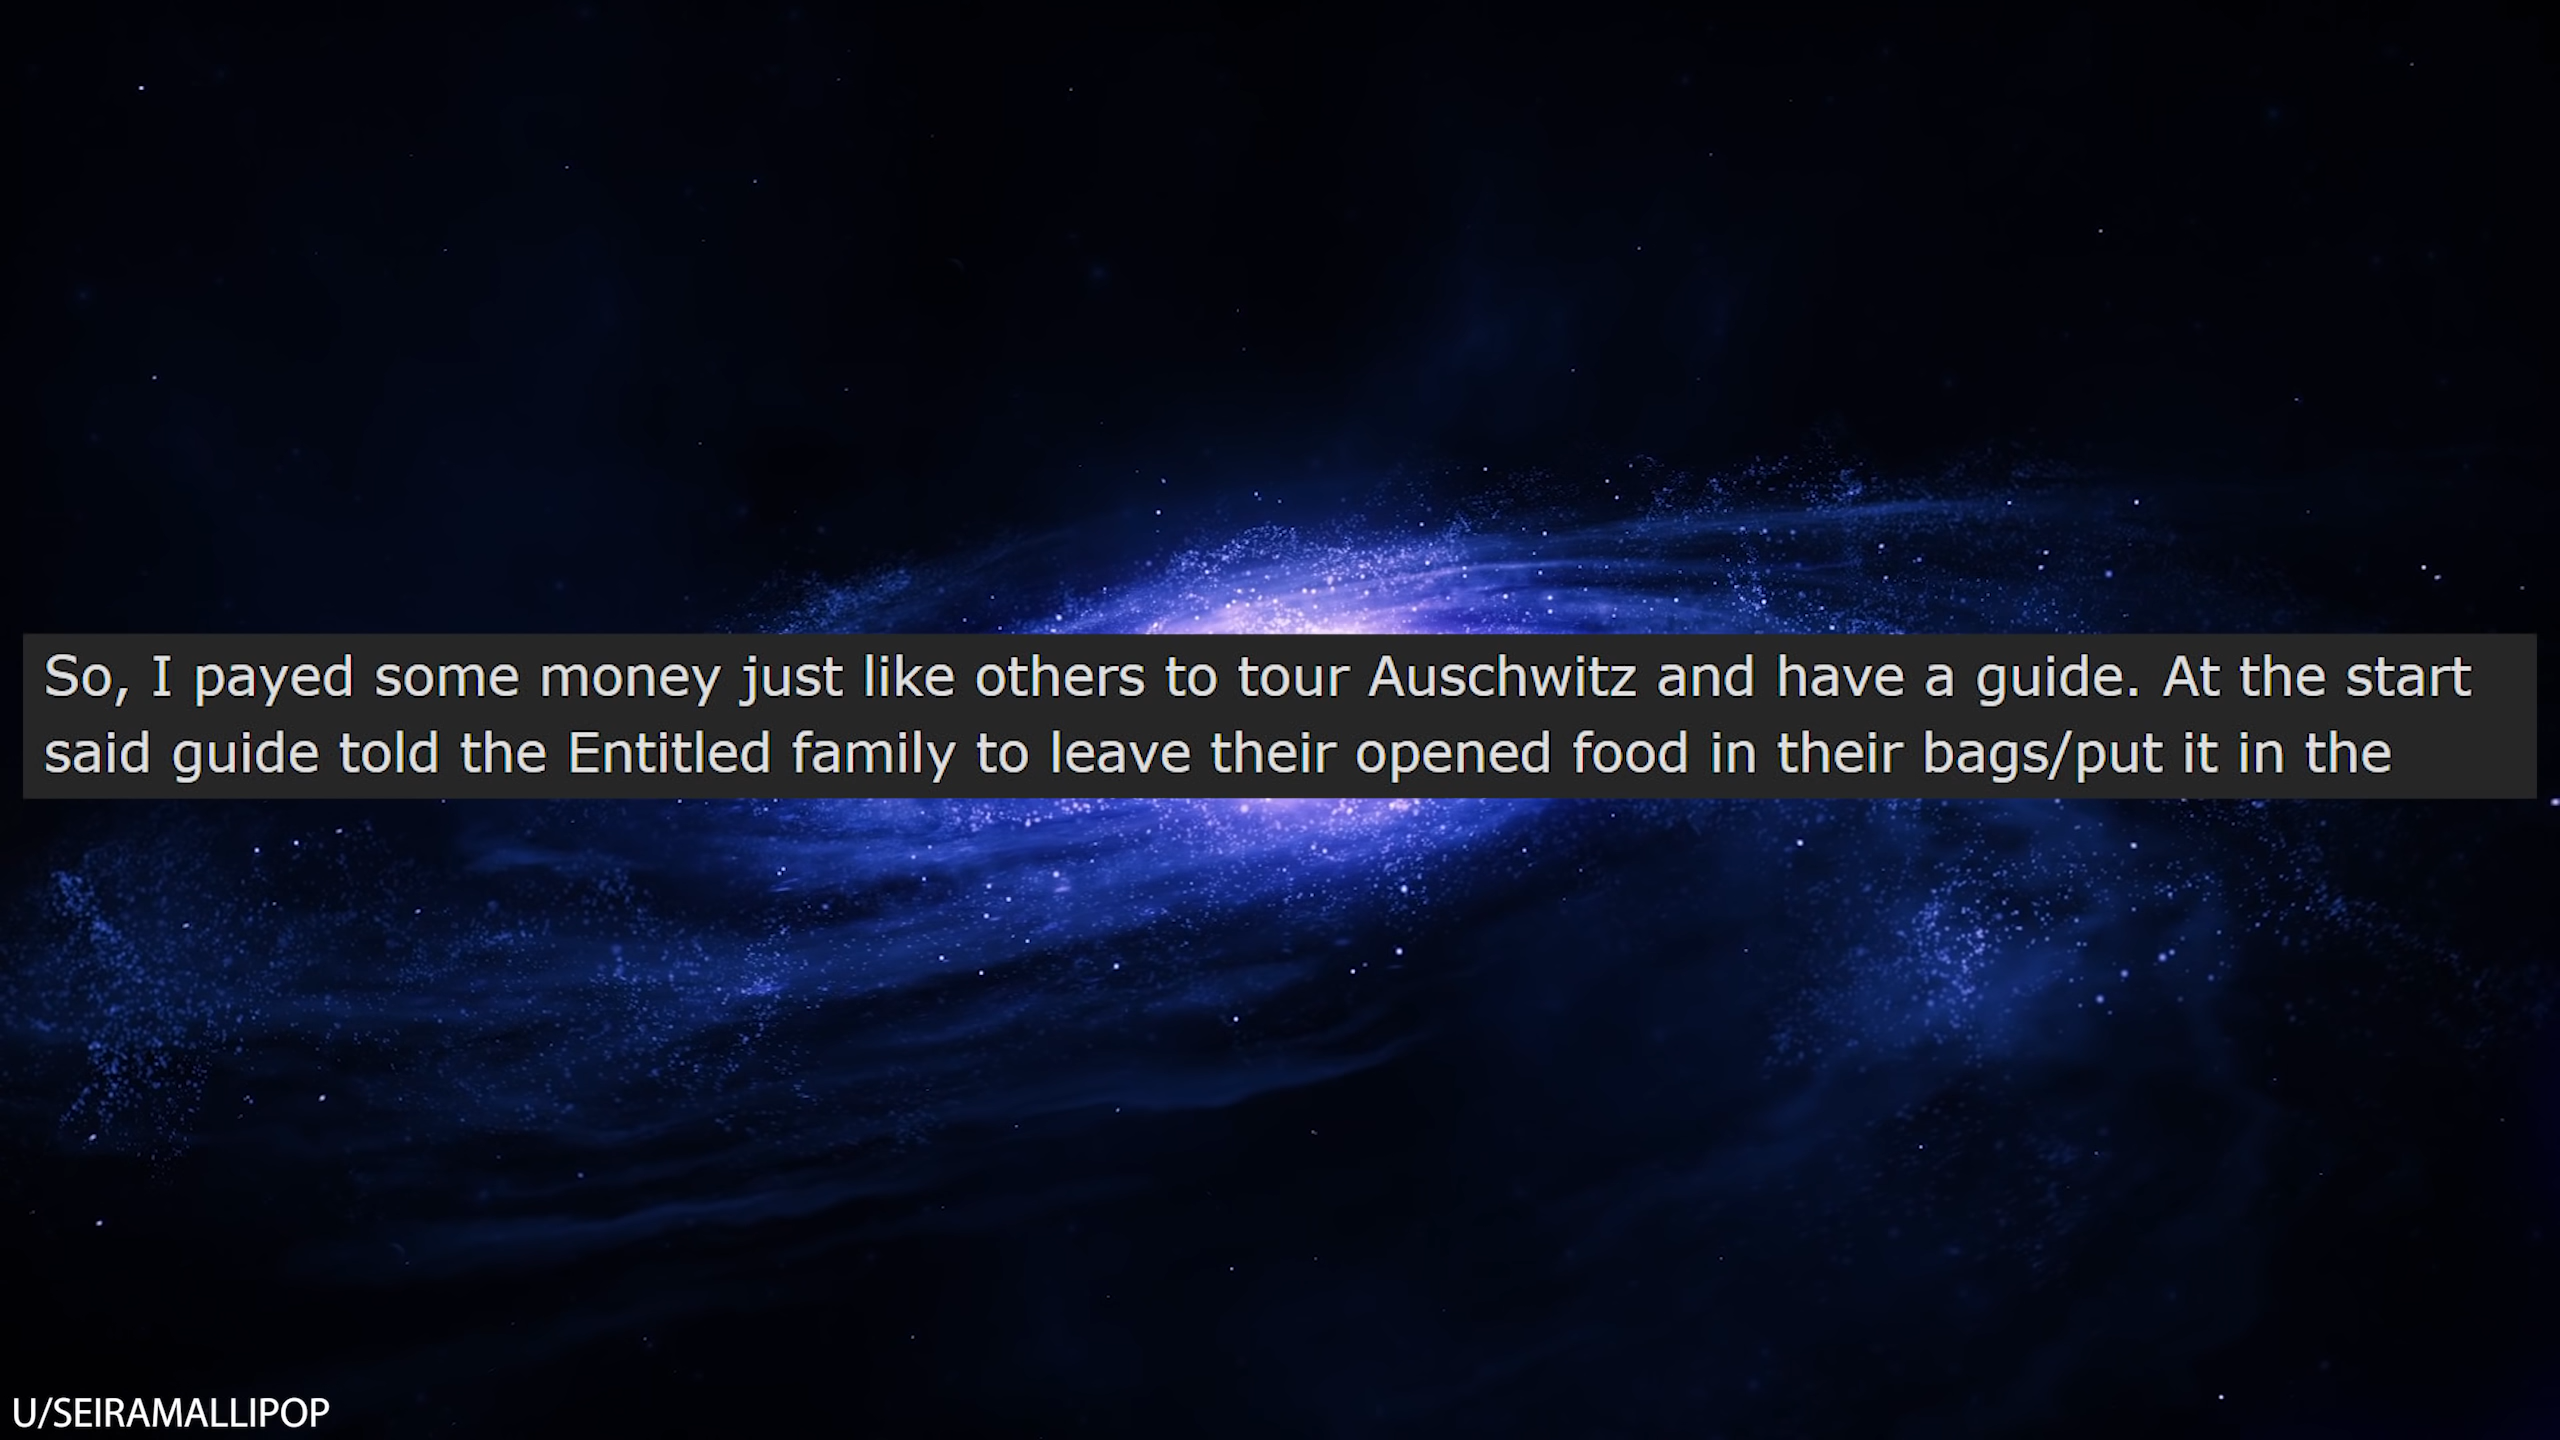 So, I payed some money just like others to tour Auschwitz and have a guide. At the start
said guide told the Entitled family to leave their opened food in their bags/put it in the
U/SEIRAMALLIPOP